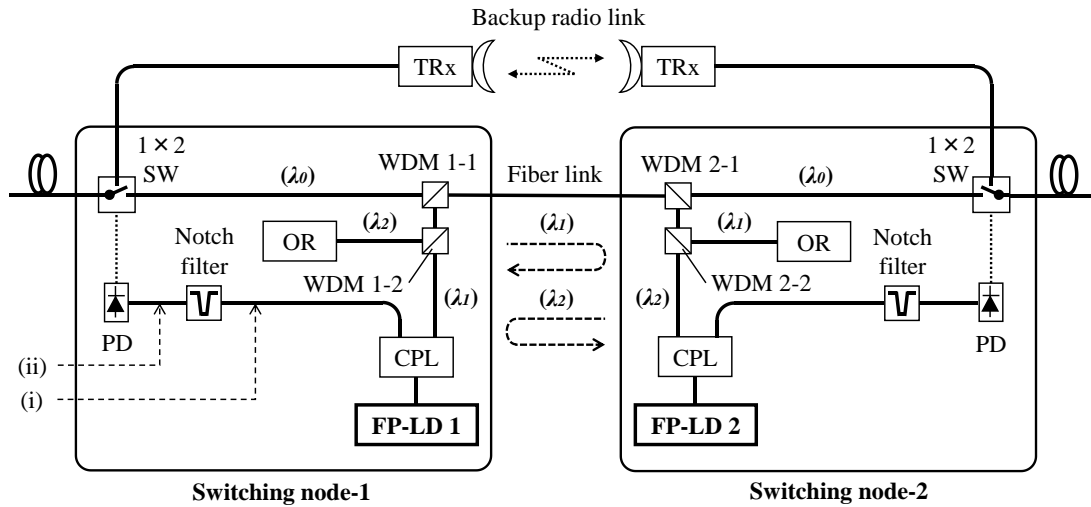 Backup radio link
TRx
TRx
1 × 2
SW
WDM 1-1
(λ0)
Fiber link
WDM 2-1
(λ0)
1 × 2
SW
OR
(λ2)
(λ1)
(λ1)
OR
Notch
filter
WDM 1-2
(λ1)
(λ2)
(λ2)
WDM 2-2
Notch
filter
PD
CPL
CPL
PD
(ii)
(i)
FP-LD 1
FP-LD 2
Switching node-1
Switching node-2